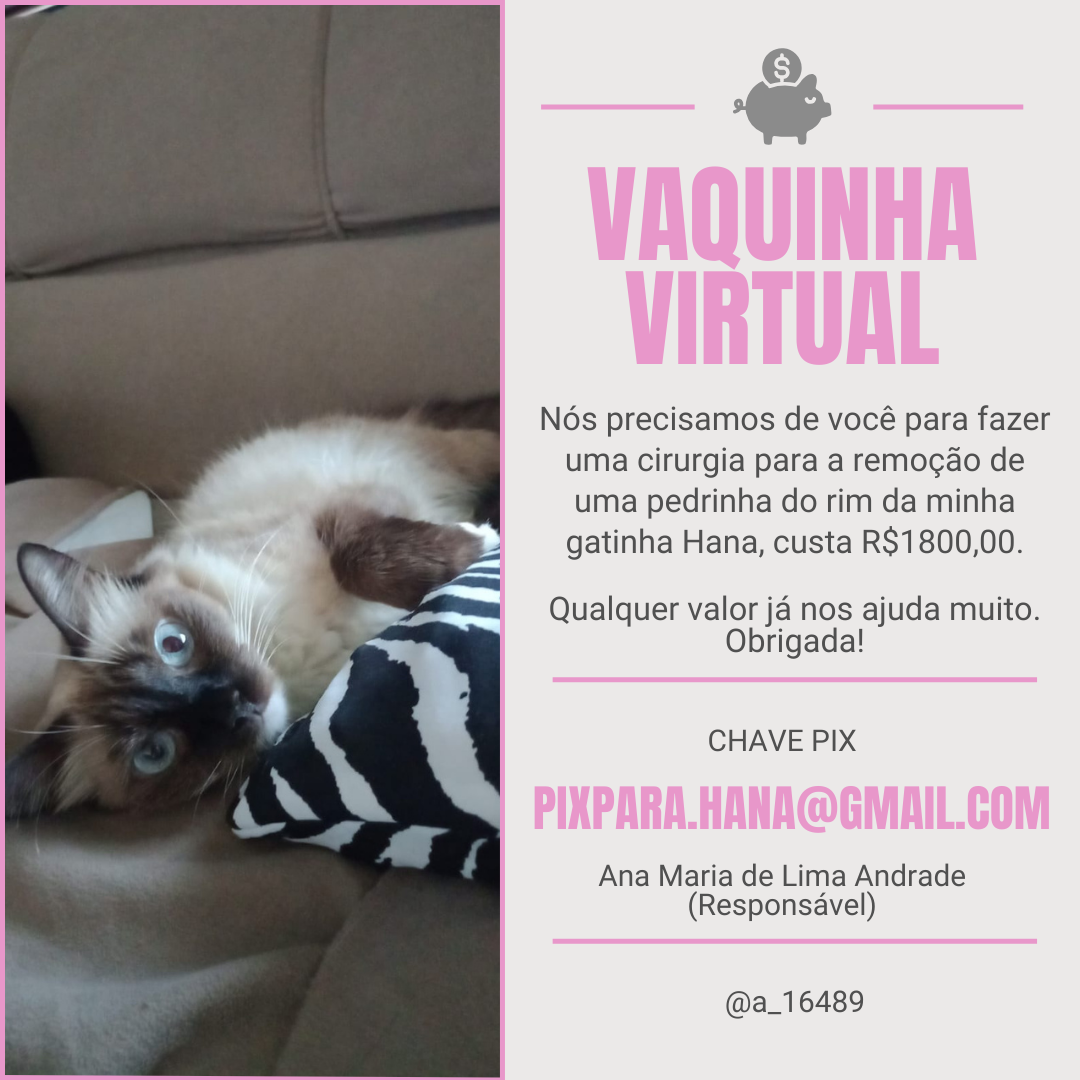 $
VAQUINHA
VIRTUAL
Nós precisamos de você para fazer
uma cirurgia para a remoção de
uma pedrinha do rim da minha
gatinha Hana, custa R$1800,00.
Qualquer valor já nos ajuda muito.
Obrigada!
CHAVE PIX
PIXPARA.HANA@GMAIL.COM
Ana Maria de Lima Andrade
(Responsável)
@a_16489